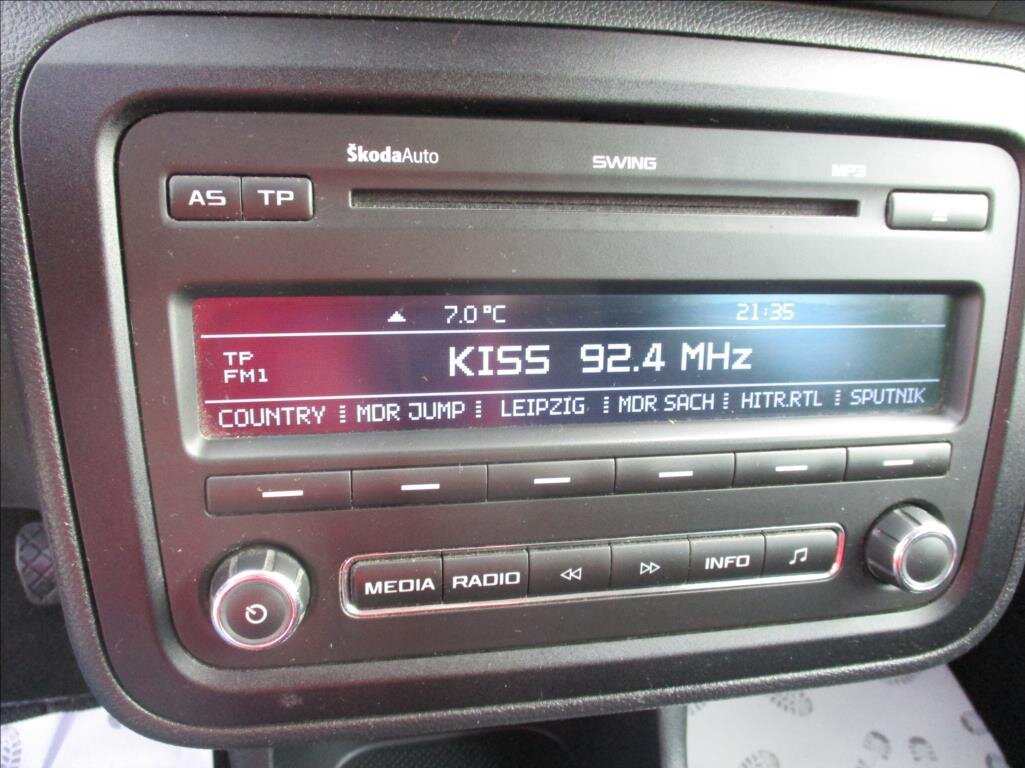 ŠkodaAuto SWING MP3
AS TP
7.0°C 21:35
TP
FM1
KISS 92.4 MHz
COUNTRY MDR JUMP LEIPZIG MDR SACH HITR.RTL SPUTNIK
MEDIA RADIO INFO